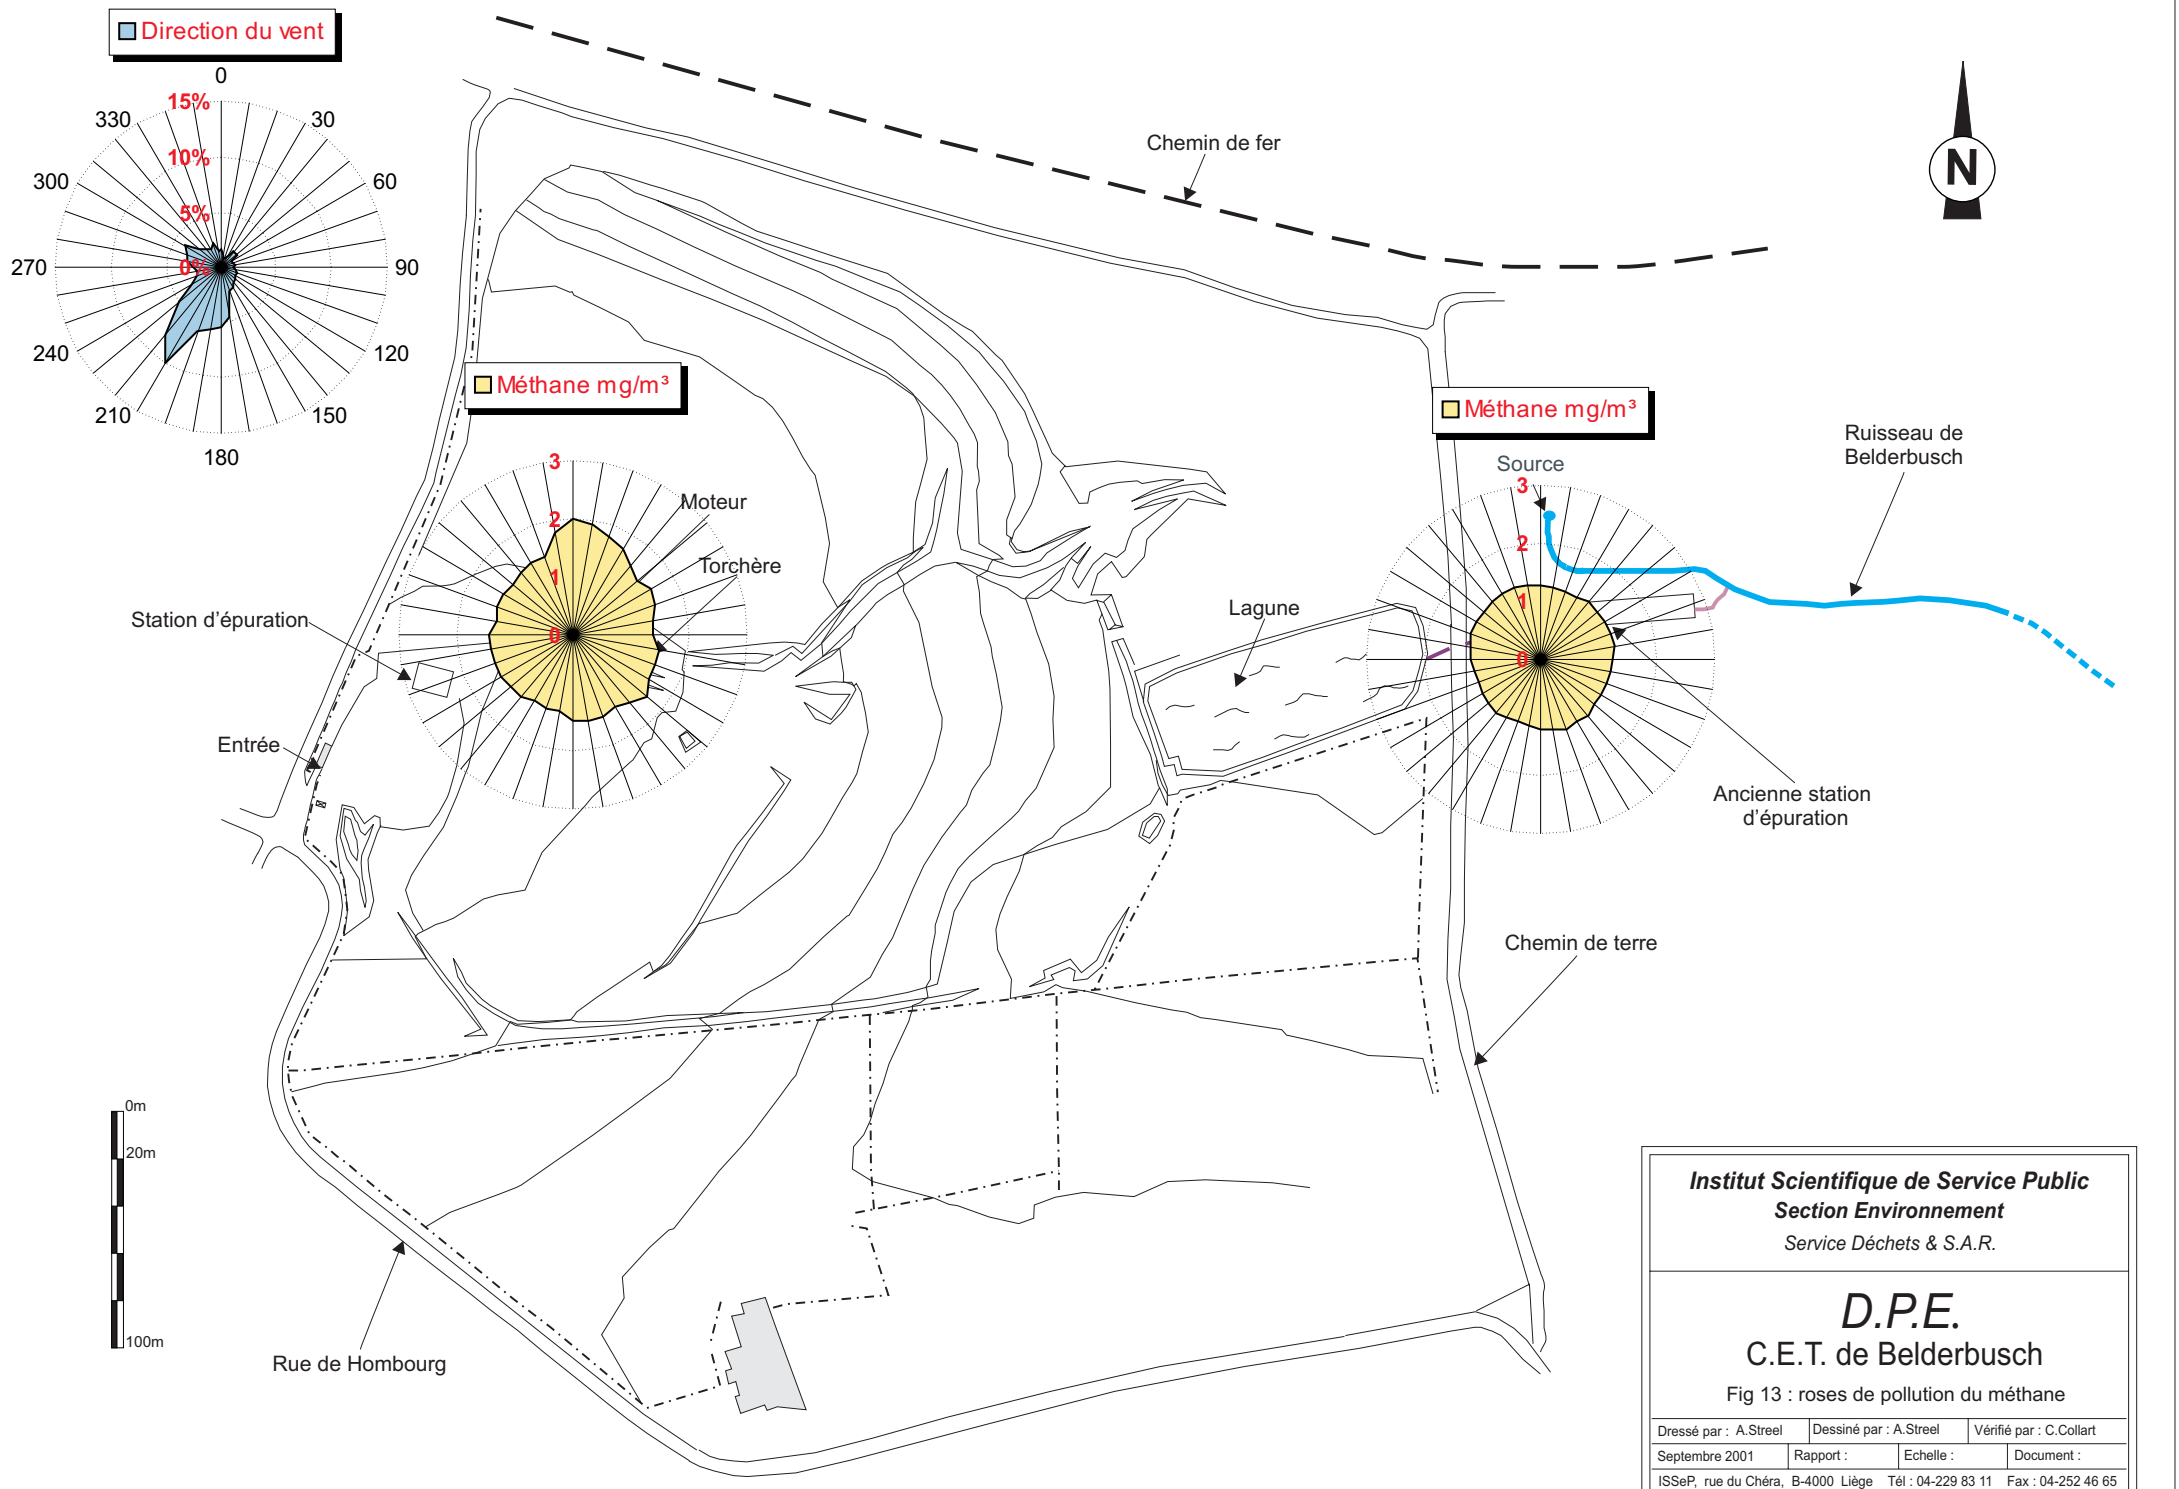 Direction du vent
0
30
60
90
120
150
180
210
240
270
300
330
15%
10%
5%
0%
Chemin de fer
N
Méthane mg/m³
3
2
1
0
Moteur
Torchère
Station d'épuration
Entrée
Méthane mg/m³
Source
3
2
1
0
Ruisseau de
Belderbusch
Lagune
Ancienne station
d'épuration
Chemin de terre
0m
20m
100m
Rue de Hombourg
Institut Scientifique de Service Public
Section Environnement
Service Déchets & S.A.R.
D.P.E.
C.E.T. de Belderbusch
Fig 13 : roses de pollution du méthane
Dressé par : A.Streel
Dessiné par : A.Streel
Vérifié par : C.Collart
Septembre 2001
Rapport :
Echelle :
Document :
ISSeP, rue du Chéra, B-4000 Liège Tél : 04-229 83 11 Fax : 04-252 46 65